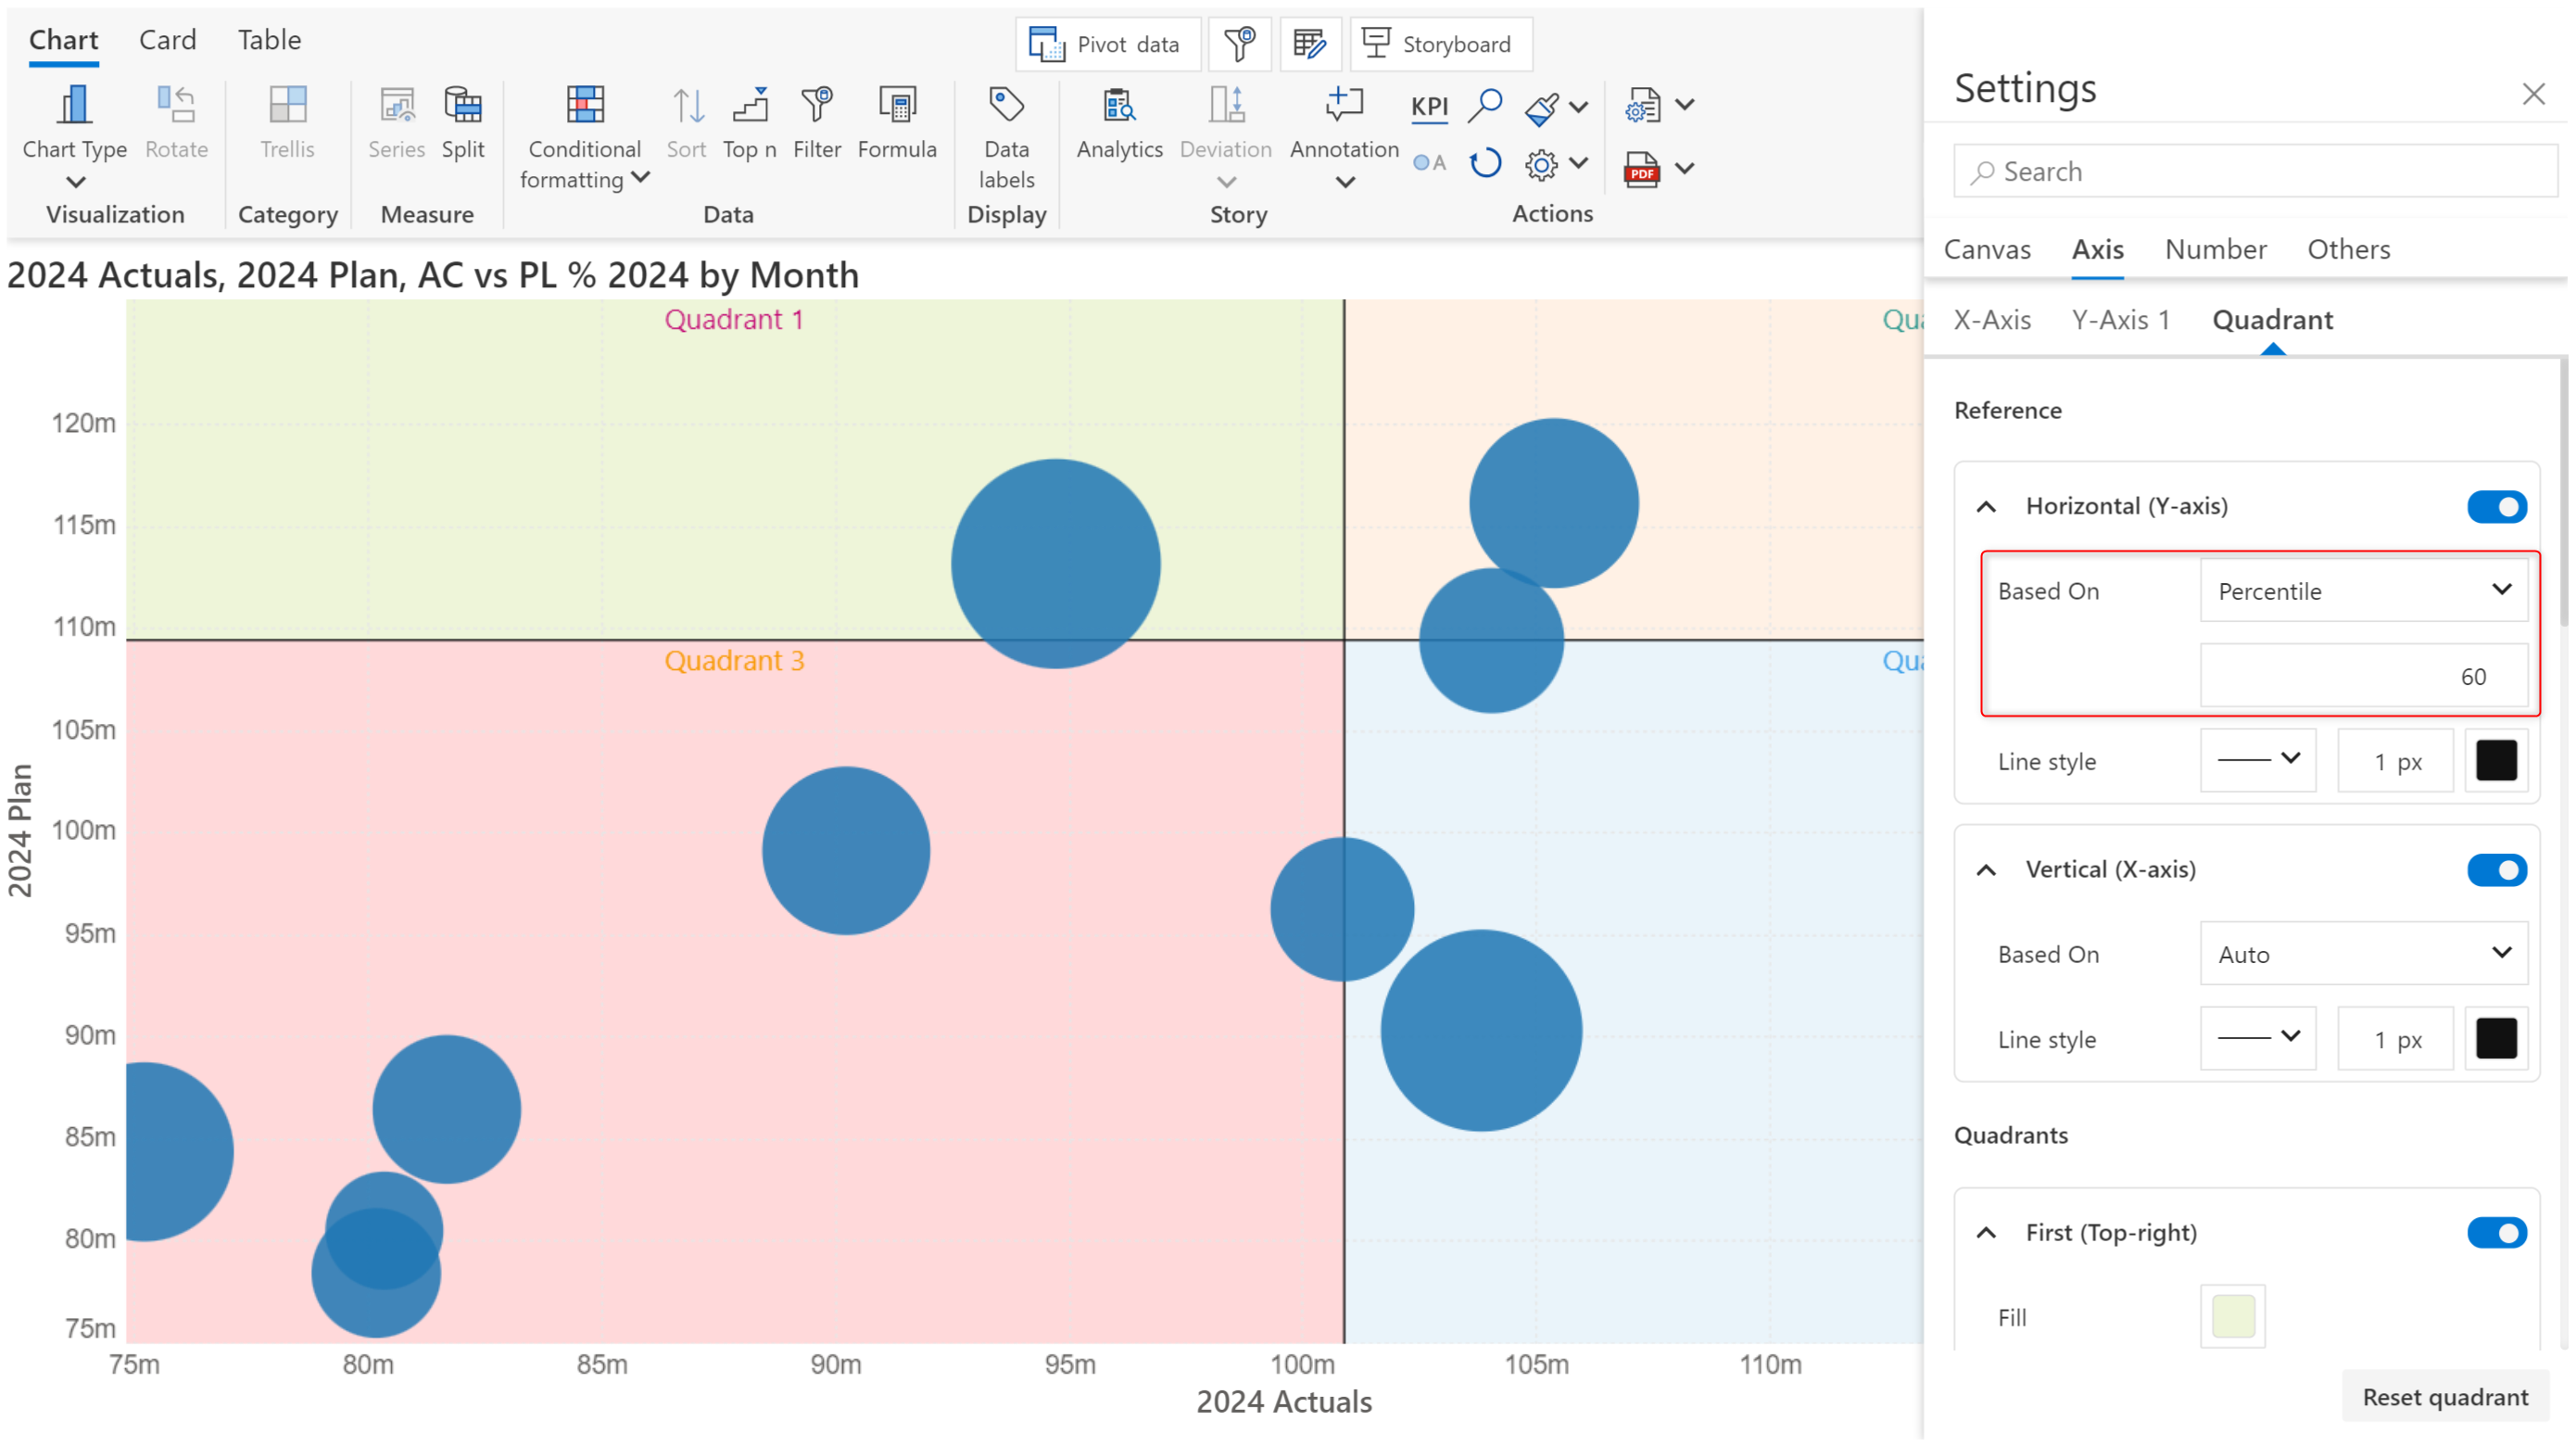 Chart Card Table
Pivot data Storyboard
Chart Type Rotate Trellis Series Split Conditional formatting Sort Top n Filter Formula Data labels Analytics Deviation Annotation KPI A PDF
Visualization Category Measure Data Display Story Actions
2024 Actuals, 2024 Plan, AC vs PL % 2024 by Month
Quadrant 1
Qua
Quadrant 3
Qua
120m
115m
110m
105m
100m
95m
90m
85m
80m
75m
2024 Plan
75m 80m 85m 90m 95m 100m 105m 110m
2024 Actuals
Settings
Search
Canvas Axis Number Others
X-Axis Y-Axis 1 Quadrant
Reference
Horizontal (Y-axis)
Based On Percentile
60
Line style 1 px
Vertical (X-axis)
Based On Auto
Line style 1 px
Quadrants
First (Top-right)
Fill
Reset quadrant